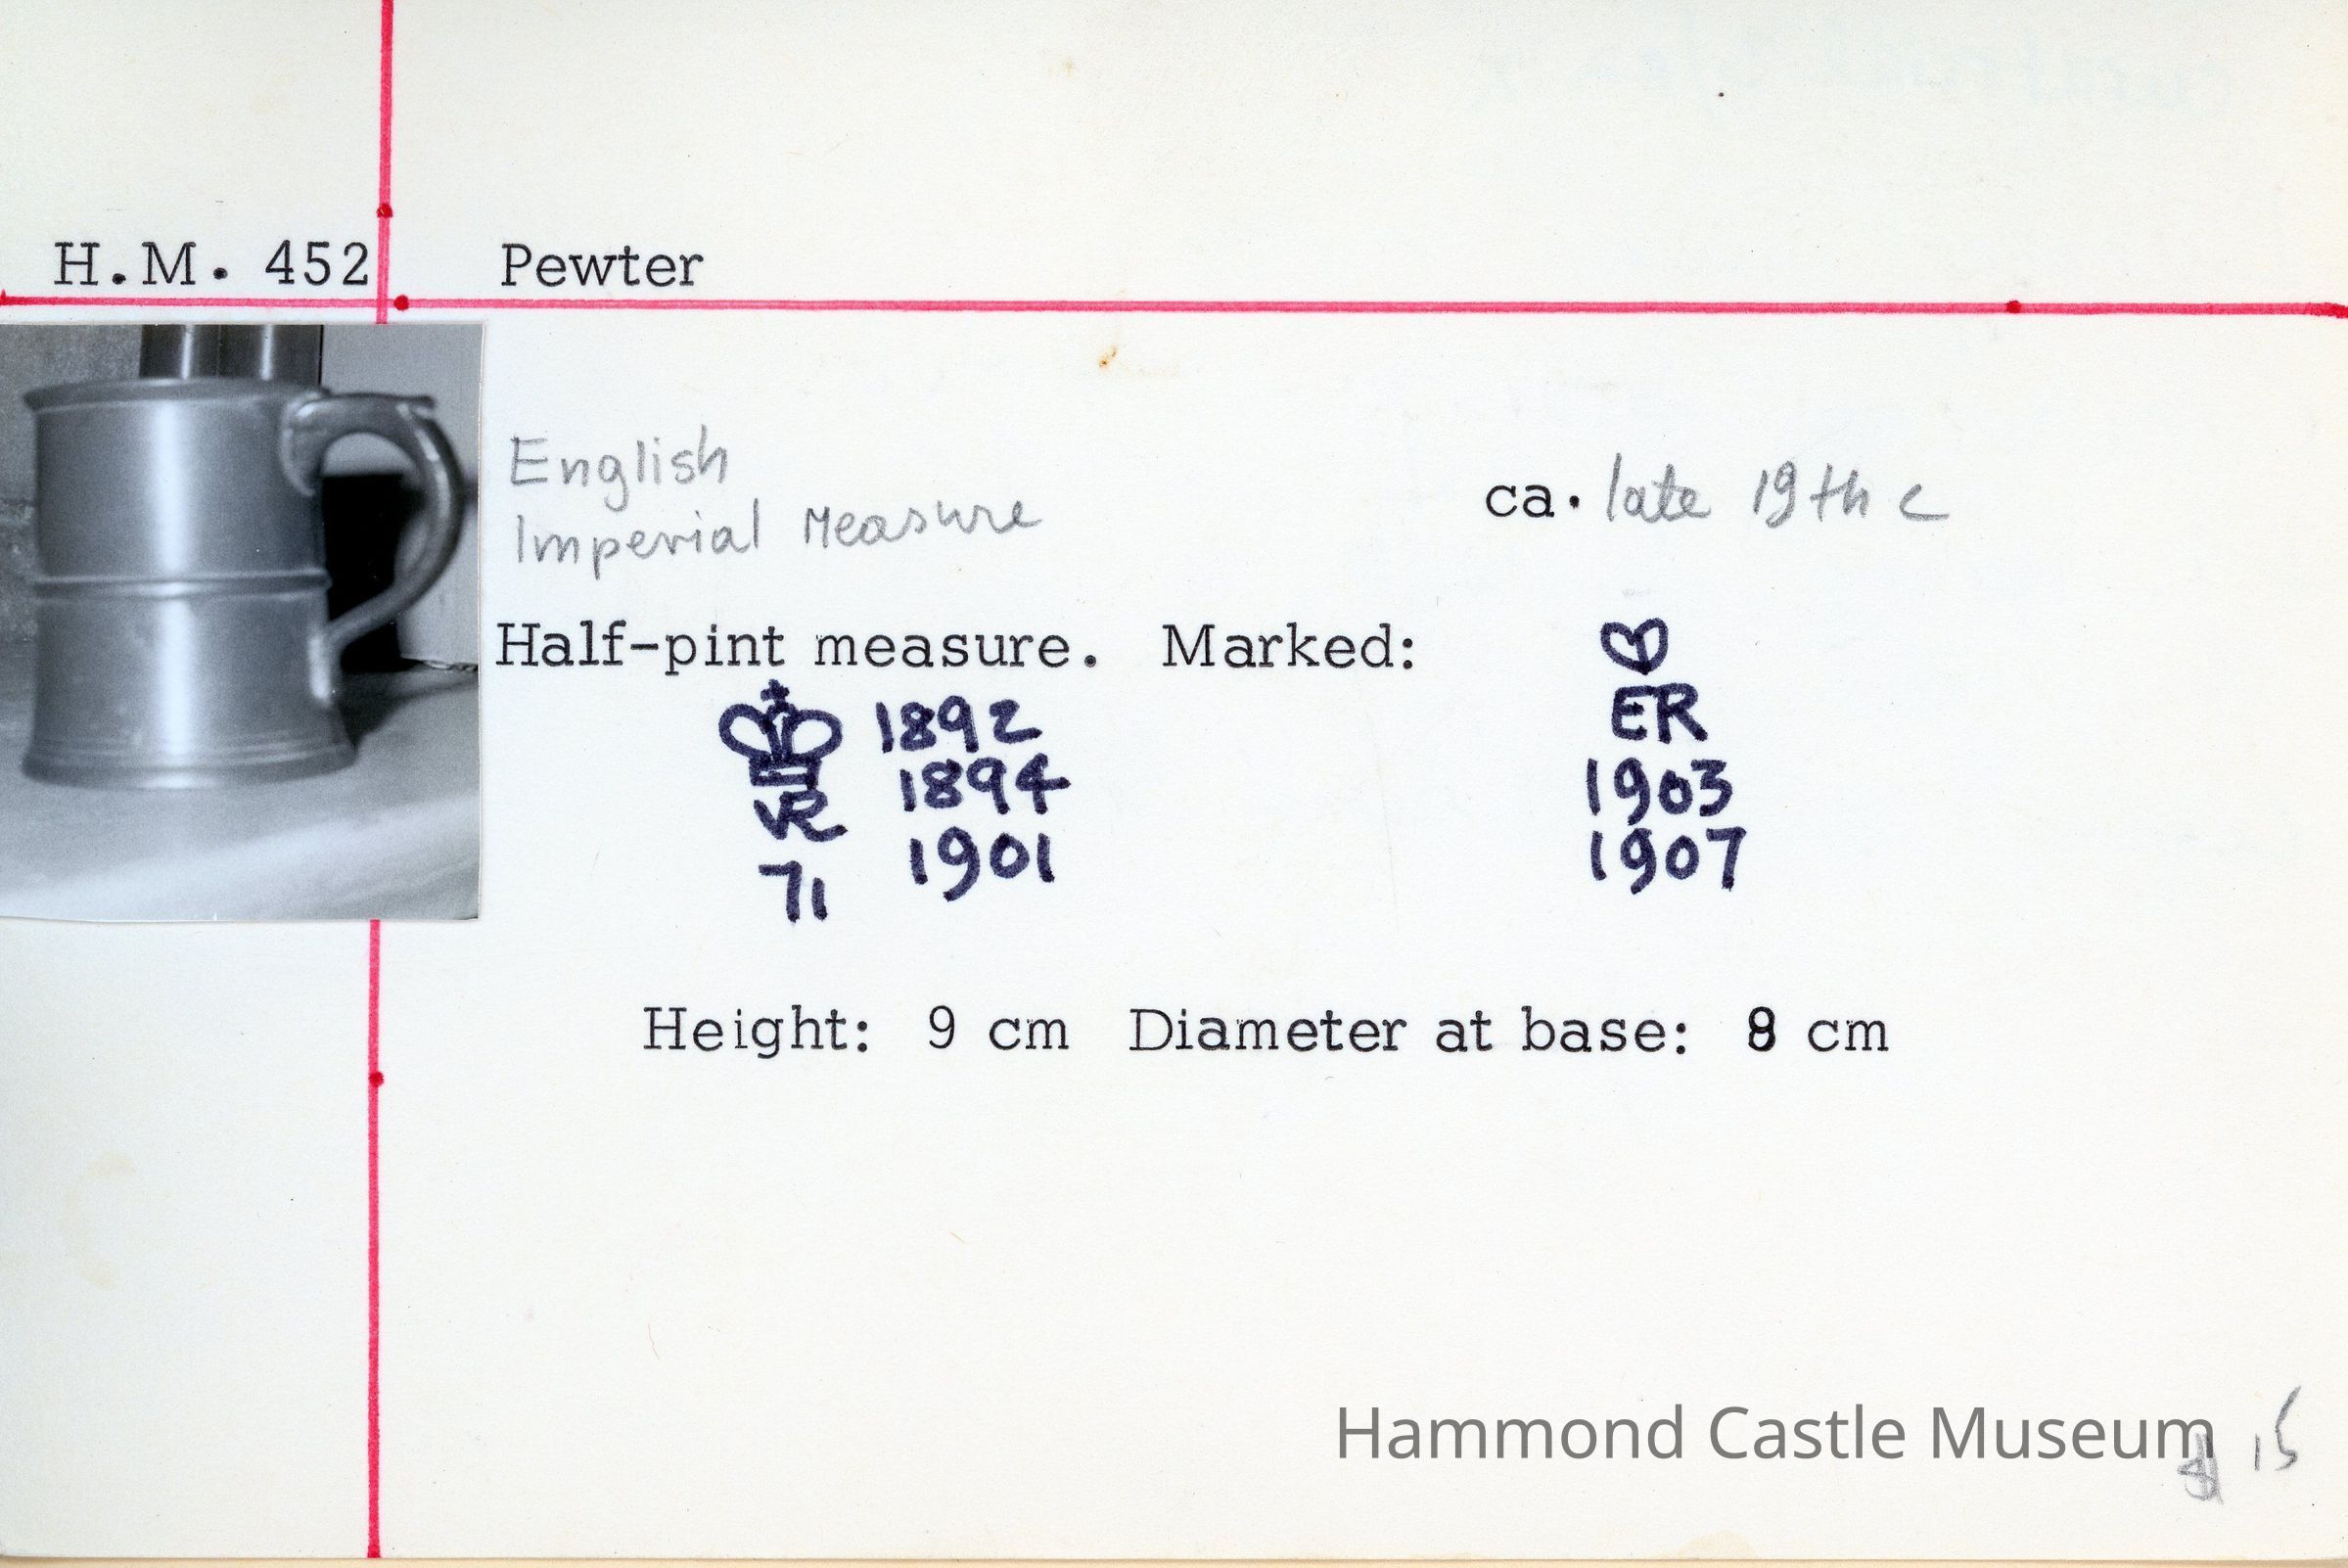 H.M. 452 Pewter
English
Imperial Measure
ca. late 19th c
Half-pint measure. Marked:
1892
1894
VR
1901
71
ER
1903
1907
Height: 9 cm Diameter at base: 8 cm
Hammond Castle Museum
$ 15